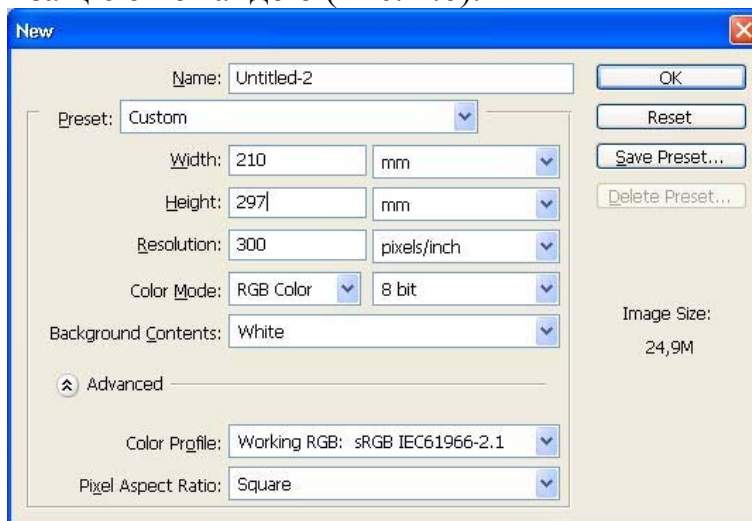 New
Name: Untitled-2
OK
Preset: Custom
Reset
Width: 210 mm
Save Preset...
Height: 297 mm
Delete Preset...
Resolution: 300 pixels/inch
Color Mode: RGB Color 8 bit
Image Size:
Background Contents: White
24,9M
Advanced
Color Profile: Working RGB: sRGB IEC61966-2.1
Pixel Aspect Ratio: Square